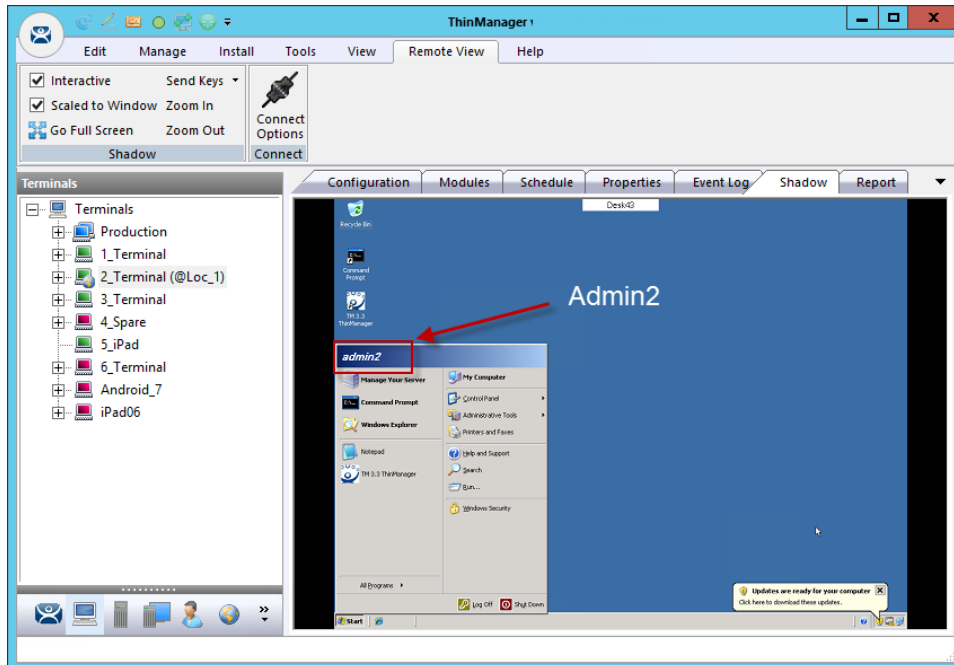 ThinManager
Edit Manage Install Tools View Remote View Help
Interactive Send Keys
Scaled to Window Zoom In
Go Full Screen Zoom Out
Connect Options
Shadow Connect
Terminals
Configuration Modules Schedule Properties Event Log Shadow Report
Terminals
Production
1_Terminal
2_Terminal (@Loc_1)
3_Terminal
4_Spare
5_iPad
6_Terminal
Android_7
iPad06
Desk43
Recycle Bin
Command
Prompt
TM 3.3
ThinManager
Admin2
admin2
Manage Your Server
Command Prompt
Windows Explorer
Notepad
TM 3.3 ThinManager
My Computer
Control Panel
Administrative Tools
Printers and Faxes
Help and Support
Search
Run...
Windows Security
All Programs
Log Off Shut Down
Updates are ready for your computer
Click here to download these updates.
Start